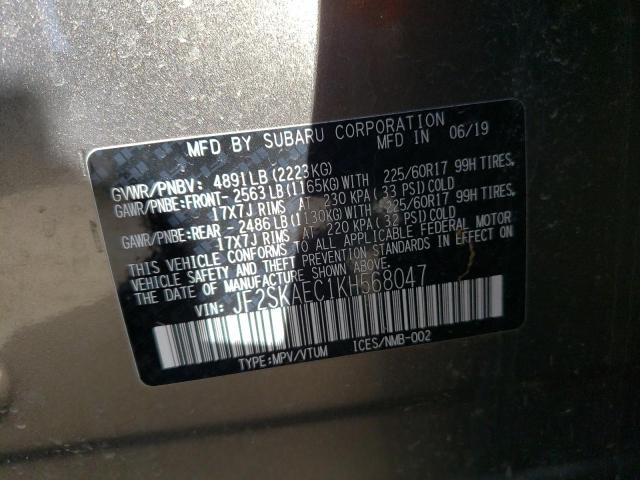 MFD BY SUBARU CORPORATION
MFD IN 06/19
GVWR/PNBV: 4891LB(2223KG)
GAWR/PNBE:FRONT-2563LB(1165KG)WITH 225/60R17 99H TIRES,
17X7J RIMS AT 230 KPA( 33 PSI) COLD
GAWR/PNBE:REAR -2486LB(1130KG)WITH 225/60R17 99H TIRES,
17X7J RIMS AT 220 KPA( 32 PSI) COLD
THIS VEHICLE CONFORMS TO ALL APPLICABLE FEDERAL MOTOR
VEHICLE SAFETY AND THEFT PREVENTION STANDARDS IN EFFECT ON
THE DATE OF MANUFACTURE SHOWN ABOVE.
VIN: JF2SKAEC1KH568047
TYPE:MPV/VTUM ICES/NMB-002